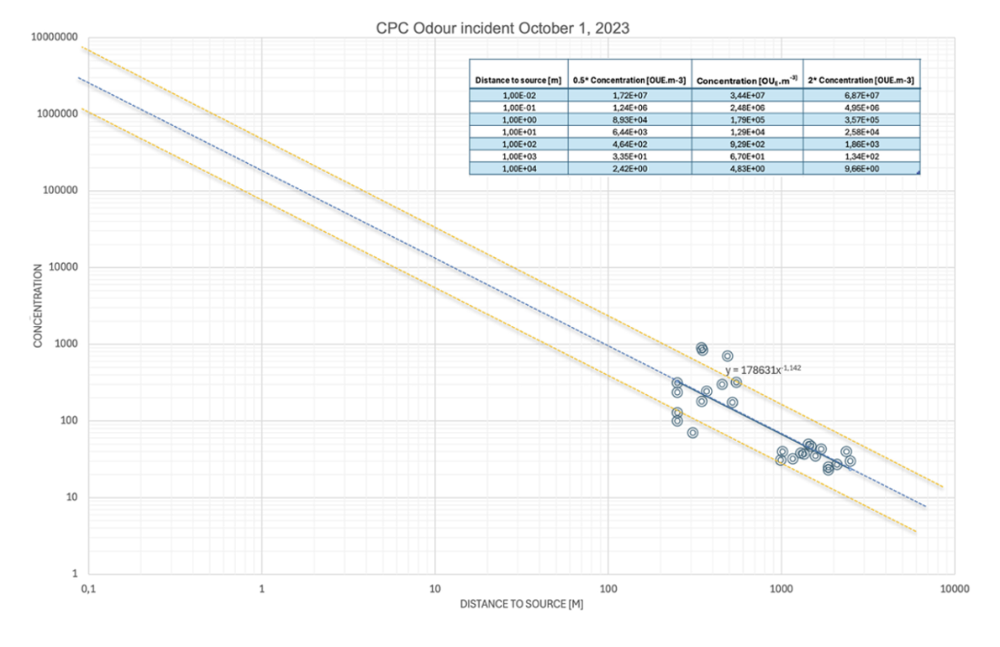 CPC Odour incident October 1, 2023
10000000
1000000
100000
10000
1000
100
10
1
CONCENTRATION
Distance to source [m] 0.5* Concentration [OUE.m-3] Concentration [OU_E.m^-3] 2* Concentration [OUE.m-3]
1,00E-02 1,72E+07 3,44E+07 6,87E+07
1,00E-01 1,24E+06 2,48E+06 4,95E+06
1,00E+00 8,93E+04 1,79E+05 3,57E+05
1,00E+01 6,44E+03 1,29E+04 2,58E+04
1,00E+02 4,64E+02 9,29E+02 1,86E+03
1,00E+03 3,35E+01 6,70E+01 1,34E+02
1,00E+04 2,42E+00 4,83E+00 9,66E+00
y = 178631x^-1,142
0,1 1 10 100 1000 10000
DISTANCE TO SOURCE [M]